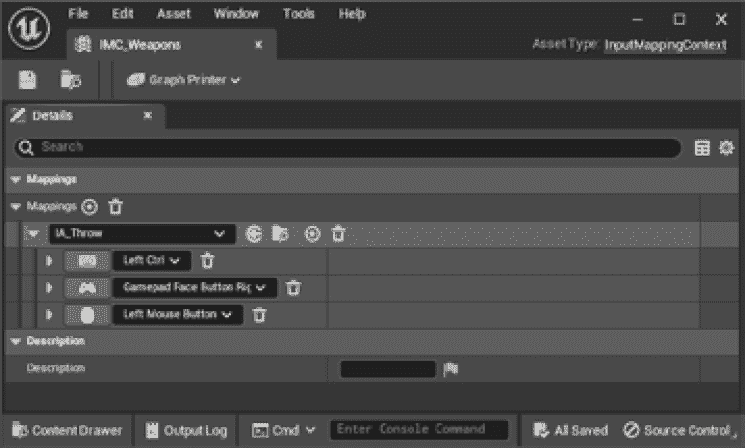 File Edit Asset Window Tools Help
IMC_Weapons
Asset Type: InputMappingContext
Graph Printer
Details
Search
Mappings
Mappings
IA_Throw
Left Ctrl
Gamepad Face Button Rig
Left Mouse Button
Description
Description
Content Drawer Output Log Cmd Enter Console Command All Saved Source Control